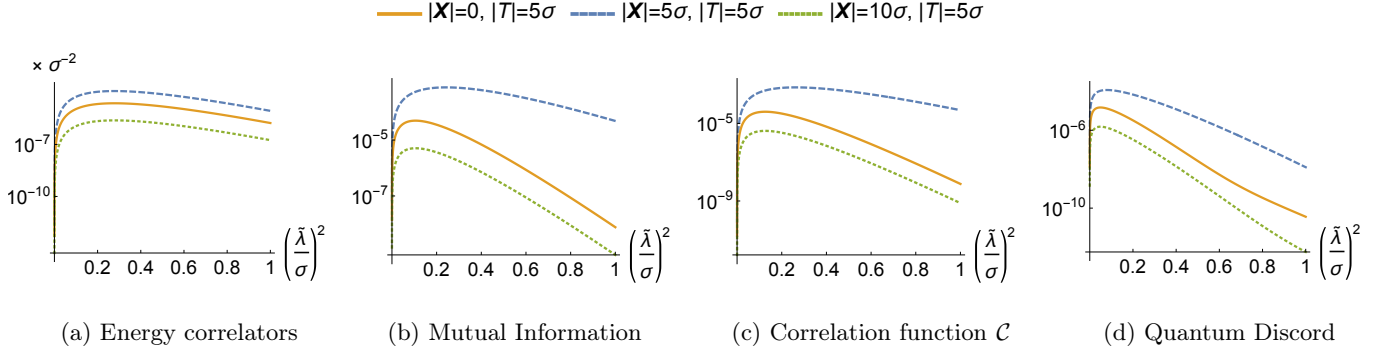 |X|=0, |T|=5σ |X|=5σ, |T|=5σ |X|=10σ, |T|=5σ
× σ⁻²
10⁻⁷
10⁻¹⁰
0.2 0.4 0.6 0.8 1
(λ̃/σ)²
10⁻⁵
10⁻⁷
0.2 0.4 0.6 0.8 1
(λ̃/σ)²
10⁻⁵
10⁻⁹
0.2 0.4 0.6 0.8 1
(λ̃/σ)²
10⁻⁶
10⁻¹⁰
0.2 0.4 0.6 0.8 1
(λ̃/σ)²
(a) Energy correlators
(b) Mutual Information
(c) Correlation function 𝒞
(d) Quantum Discord